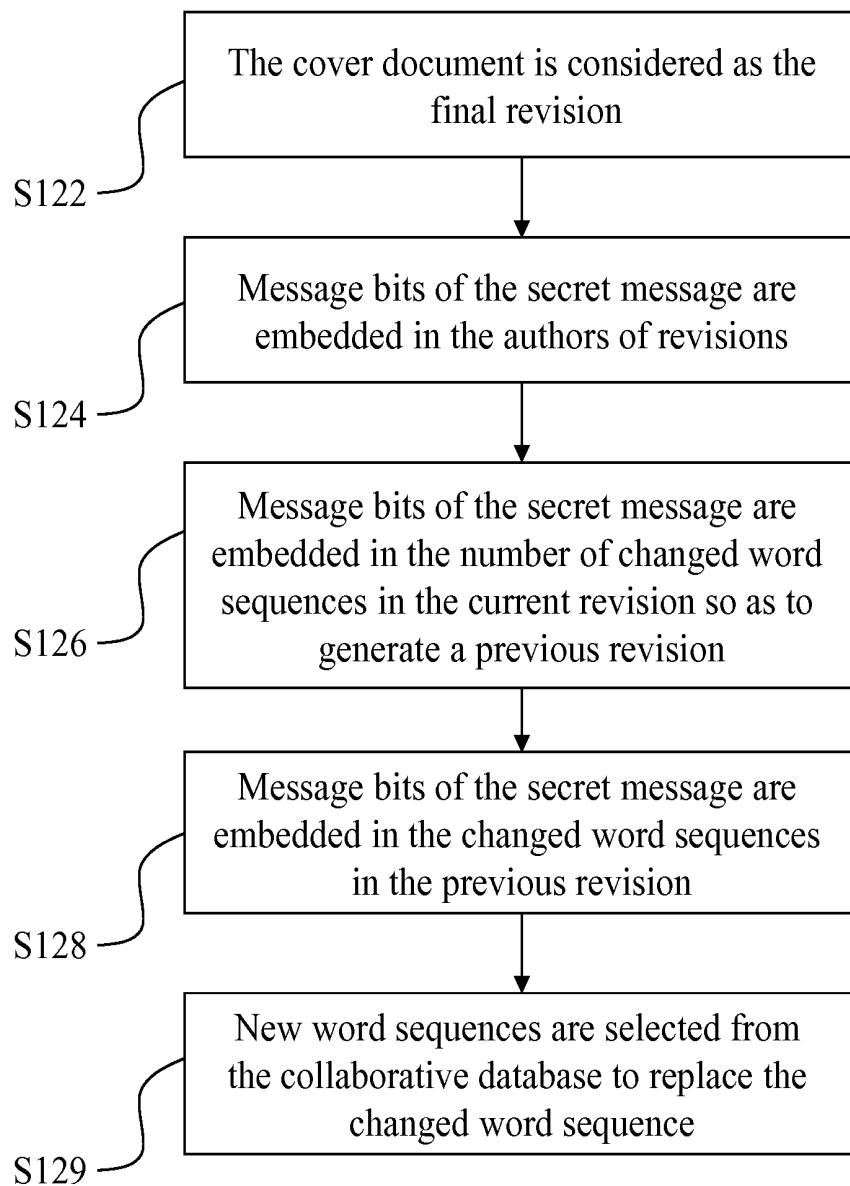 The cover document is considered as the
final revision
S122
Message bits of the secret message are
embedded in the authors of revisions
S124
Message bits of the secret message are
embedded in the number of changed word
sequences in the current revision so as to
generate a previous revision
S126
Message bits of the secret message are
embedded in the changed word sequences
in the previous revision
S128
New word sequences are selected from
the collaborative database to replace the
changed word sequence
S129